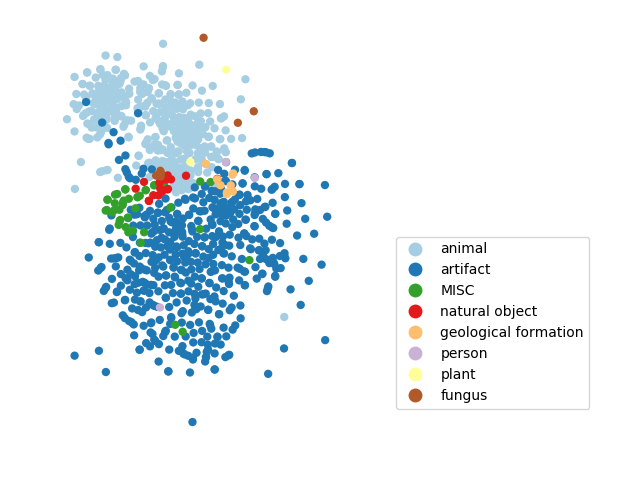 animal
artifact
MISC
natural object
geological formation
person
plant
fungus